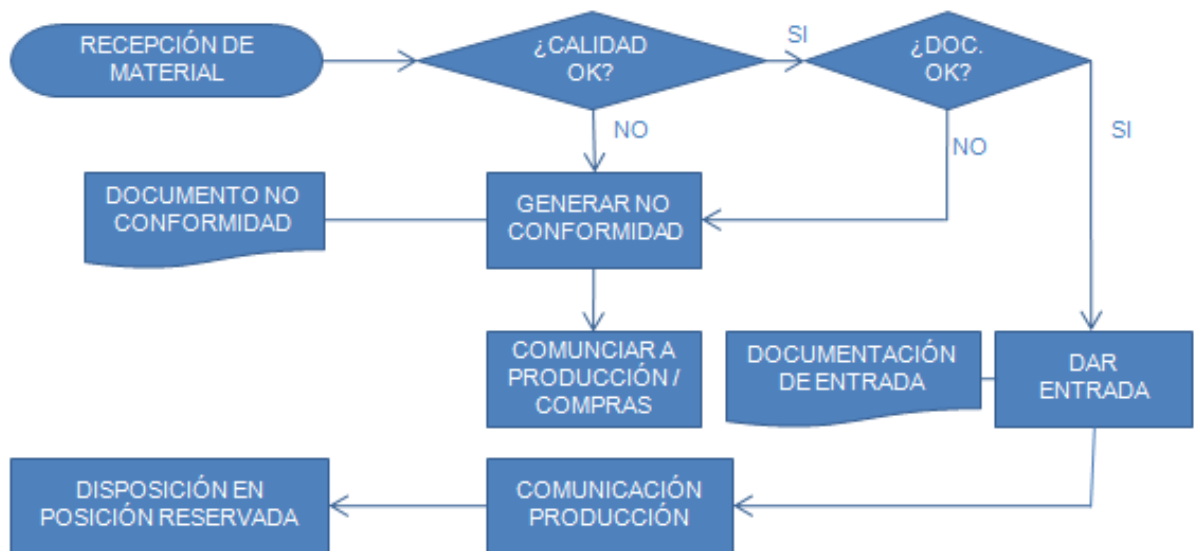 RECEPCIÓN DE
MATERIAL
¿CALIDAD
OK?
SI
¿DOC.
OK?
NO
NO
SI
DOCUMENTO NO
CONFORMIDAD
GENERAR NO
CONFORMIDAD
COMUNCIAR A
PRODUCCIÓN /
COMPRAS
DOCUMENTACIÓN
DE ENTRADA
DAR
ENTRADA
DISPOSICIÓN EN
POSICIÓN RESERVADA
COMUNICACIÓN
PRODUCCIÓN